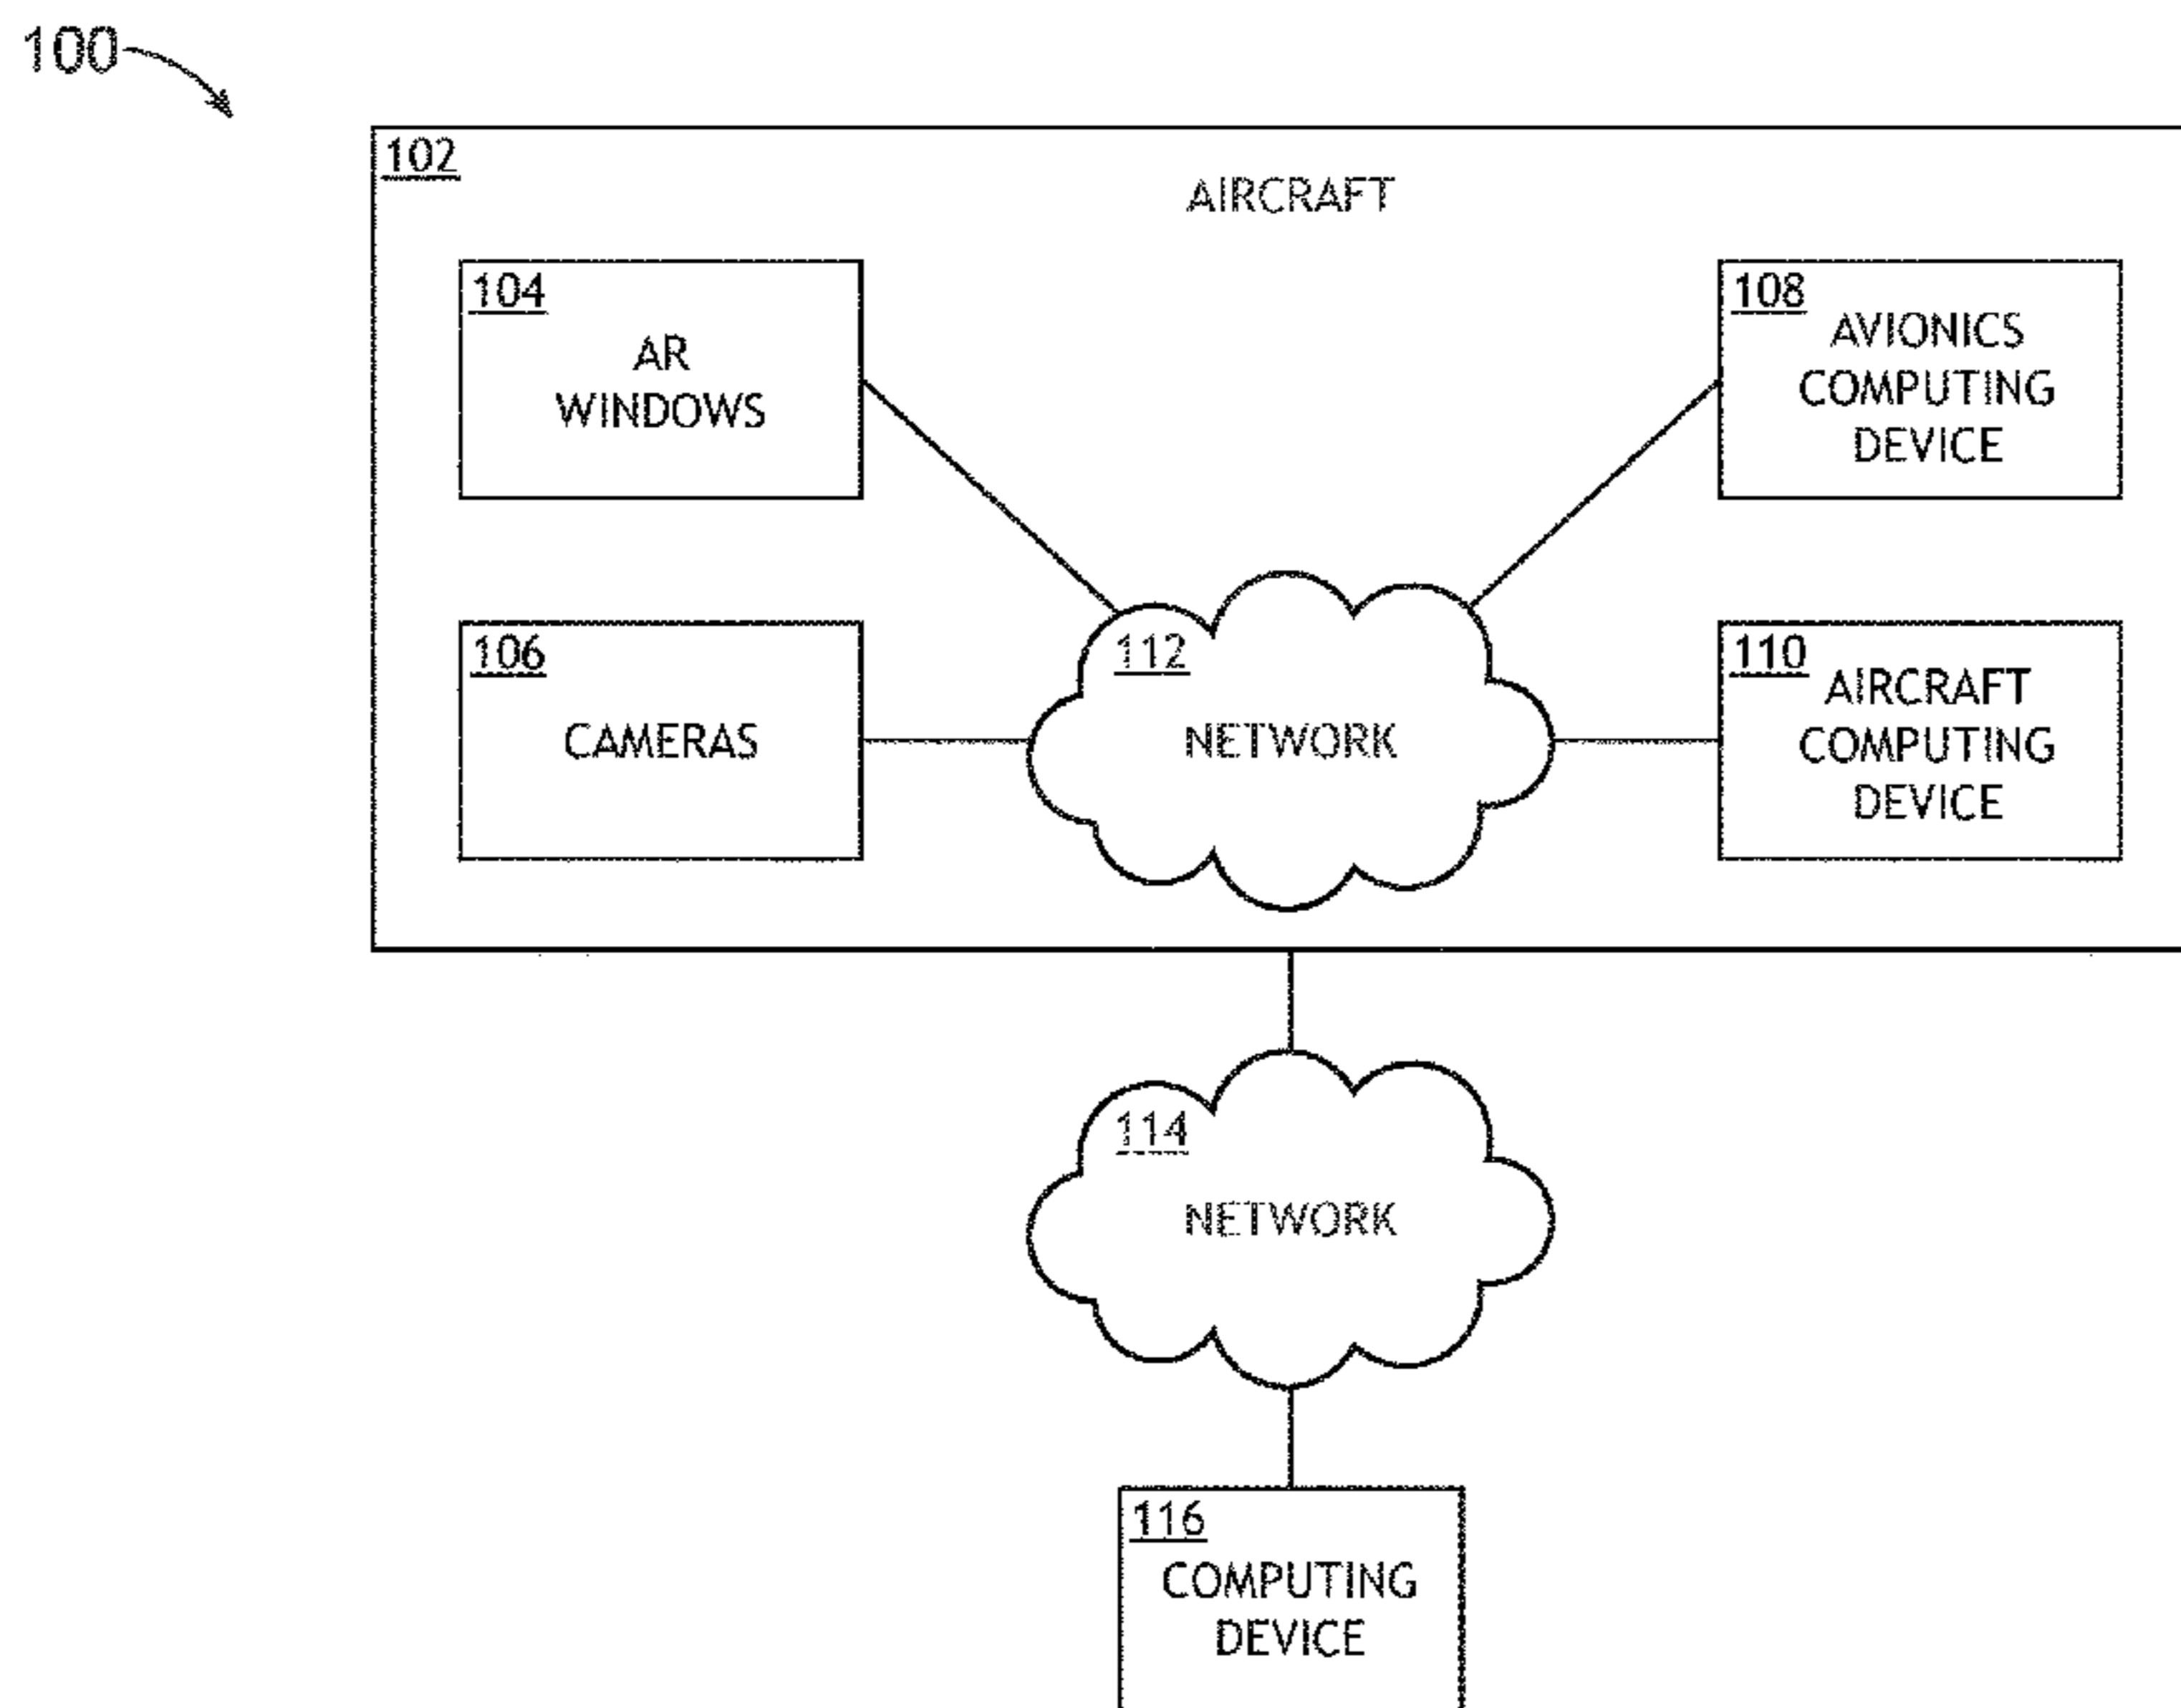 100
102
AIRCRAFT
104
AR
WINDOWS
108
AVIONICS
COMPUTING
DEVICE
106
CAMERAS
112
NETWORK
110
AIRCRAFT
COMPUTING
DEVICE
114
NETWORK
116
COMPUTING
DEVICE